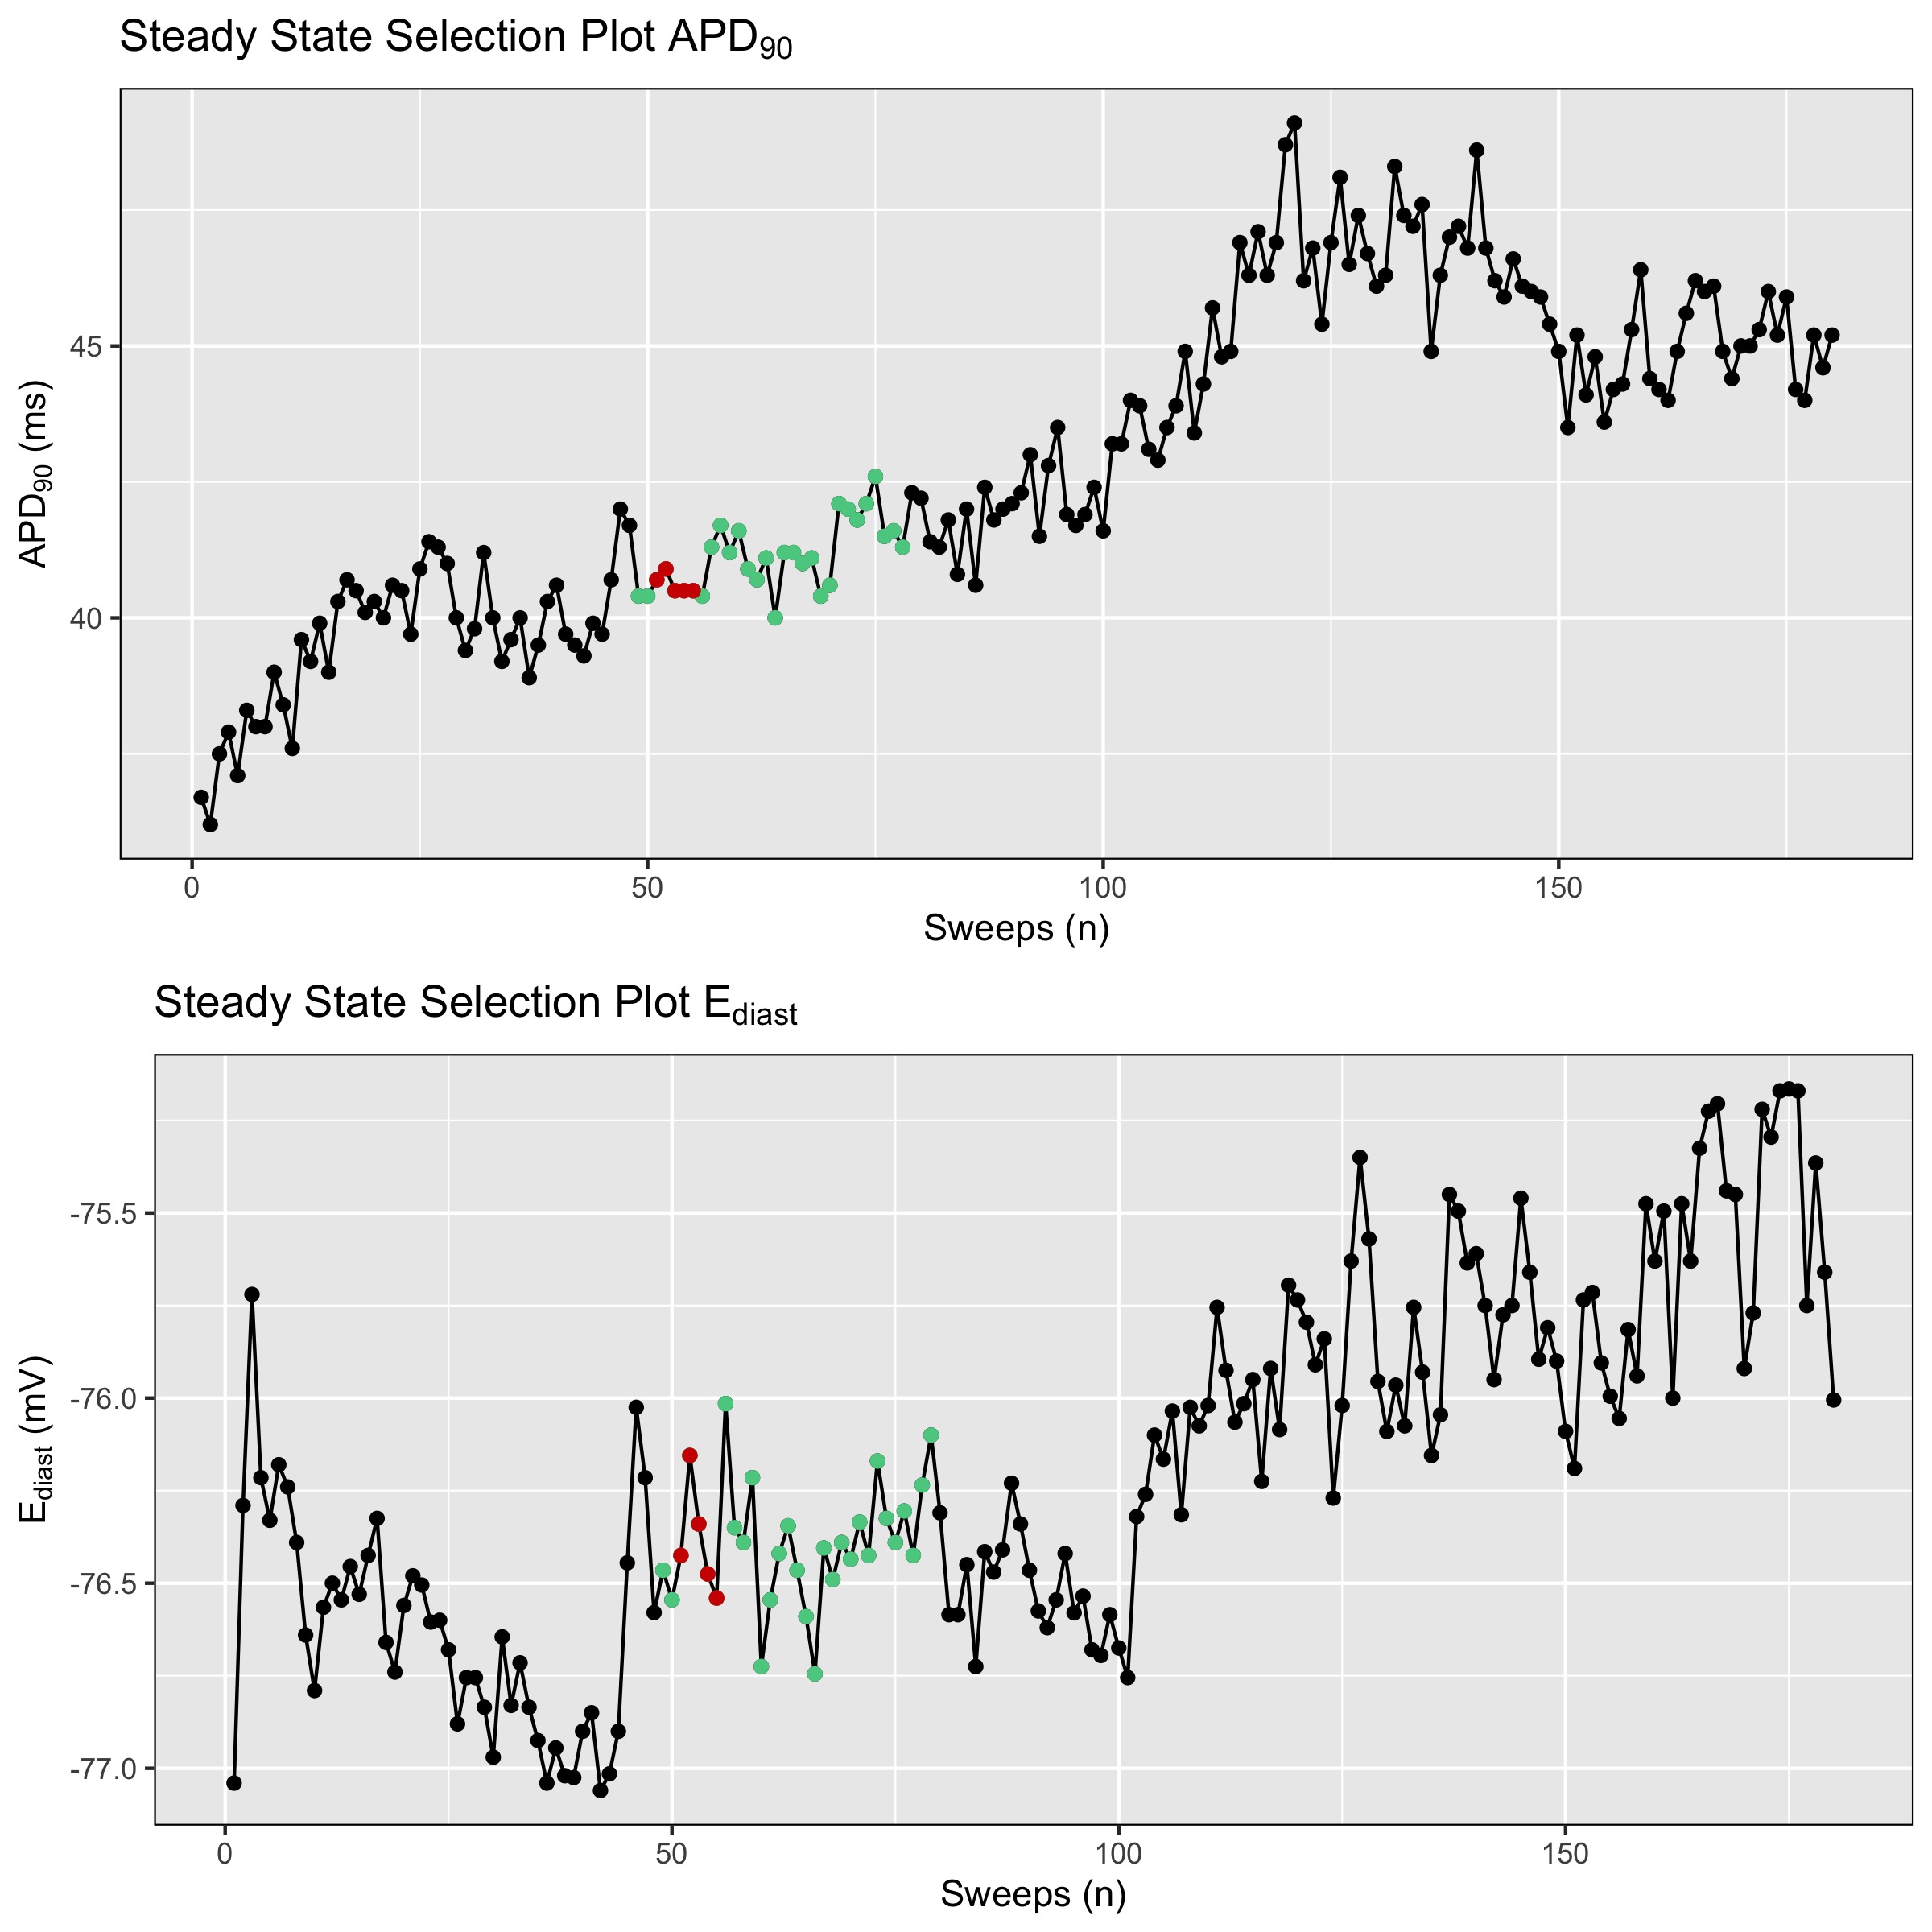 Steady State Selection Plot APD90
45
40
APD90 (ms)
0 50 100 150
Sweeps (n)
Steady State Selection Plot Ediast
-75.5
-76.0
-76.5
-77.0
Ediast (mV)
0 50 100 150
Sweeps (n)